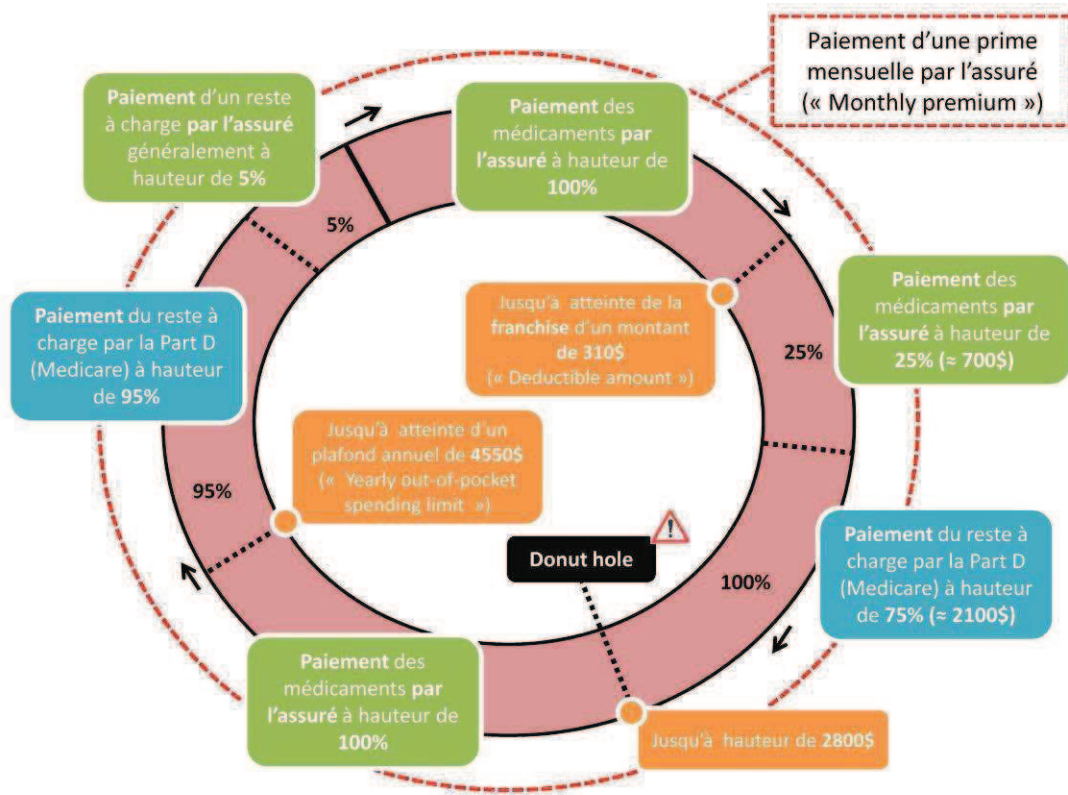 Paiement d'une prime
mensuelle par l'assuré
(« Monthly premium »)
Paiement d'un reste
à charge par l'assuré
généralement à
hauteur de 5%
Paiement des
médicaments par
l'assuré à hauteur de
100%
5%
Paiement du reste à
charge par la Part D
(Medicare) à hauteur
de 95%
Jusqu'à atteinte de la
franchise d'un montant
de 310$
(« Deductible amount »)
25%
Paiement des
médicaments par
l'assuré à hauteur de
25% (≈ 700$)
Jusqu'à atteinte d'un
plafond annuel de 4550$
(« Yearly out-of-pocket
spending limit »)
95%
Donut hole
100%
Paiement du reste à
charge par la Part D
(Medicare) à hauteur
de 75% (≈ 2100$)
Paiement des
médicaments par
l'assuré à hauteur de
100%
Jusqu'à hauteur de 2800$